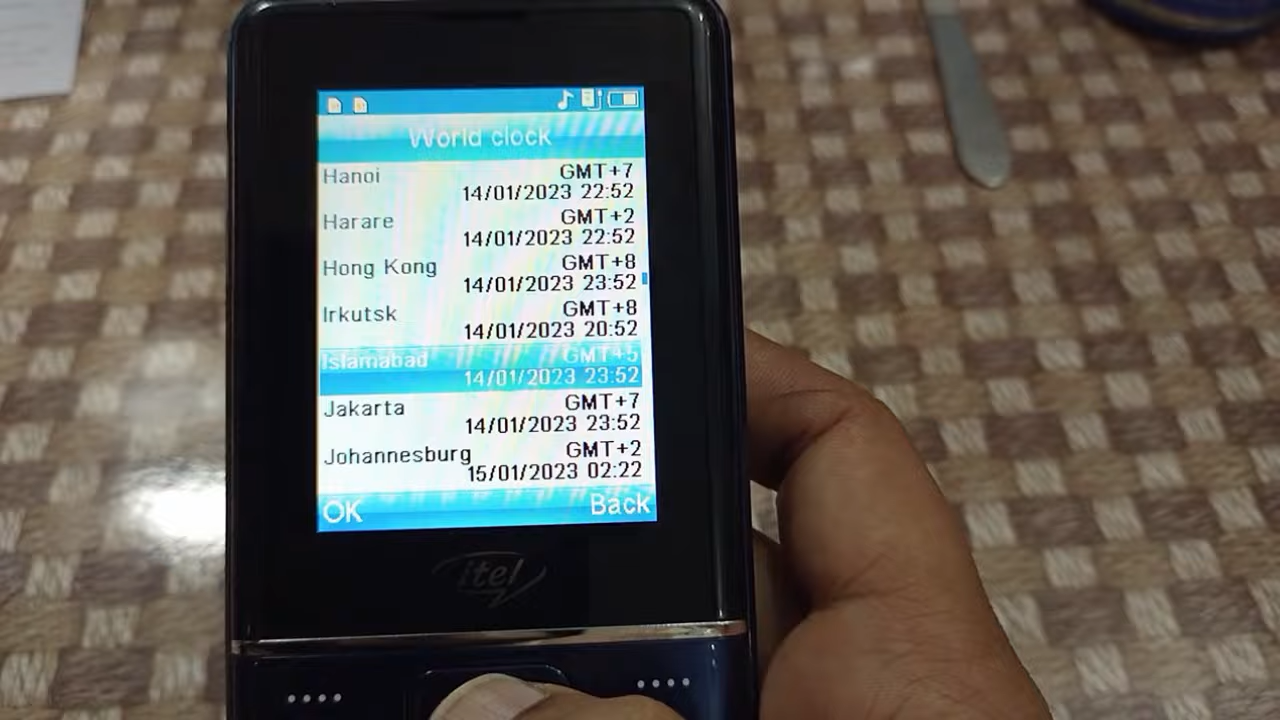 World clock
Hanoi GMT+7
14/01/2023 22:52
Harare GMT+2
14/01/2023 22:52
Hong Kong GMT+8
14/01/2023 23:52
Irkutsk GMT+8
14/01/2023 20:52
Islamabad GMT+5
14/01/2023 23:52
Jakarta GMT+7
14/01/2023 23:52
Johannesburg GMT+2
15/01/2023 02:22
OK Back
itel